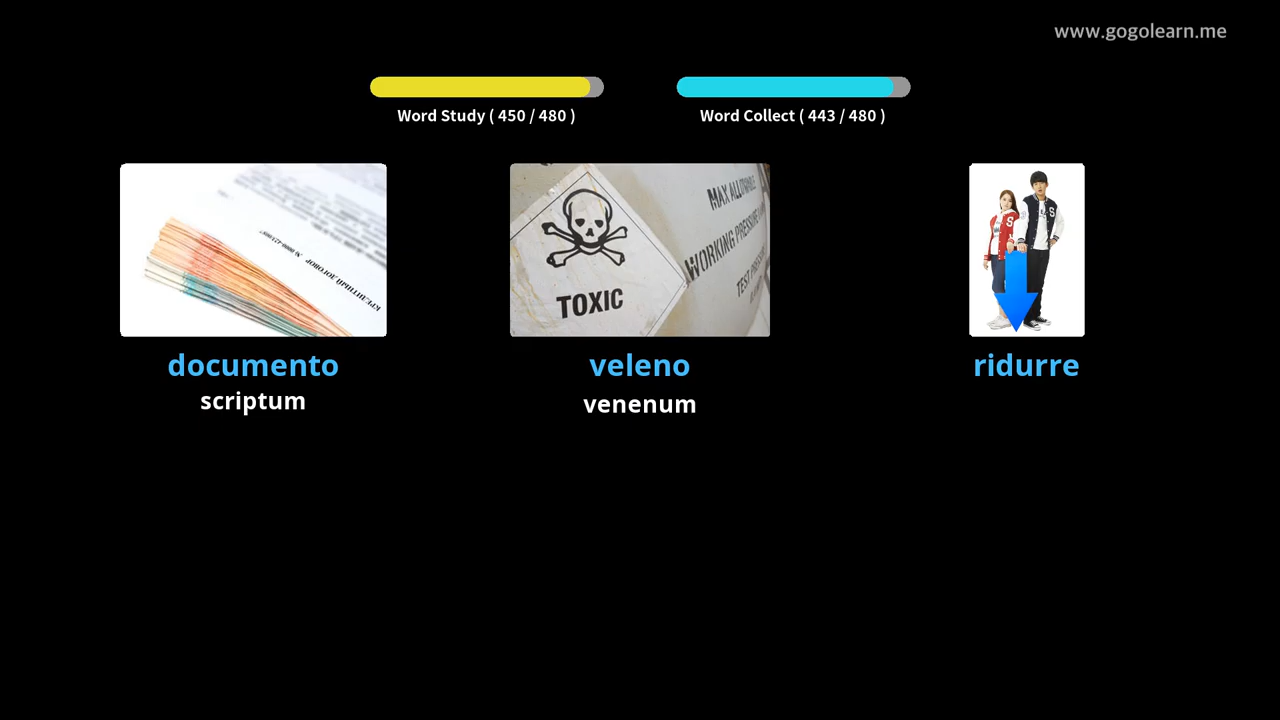 www.gogolearn.me
Word Study ( 450 / 480 )
Word Collect ( 443 / 480 )
TOXIC
WORKING PRESSURE
documento
veleno
ridurre
scriptum
venenum